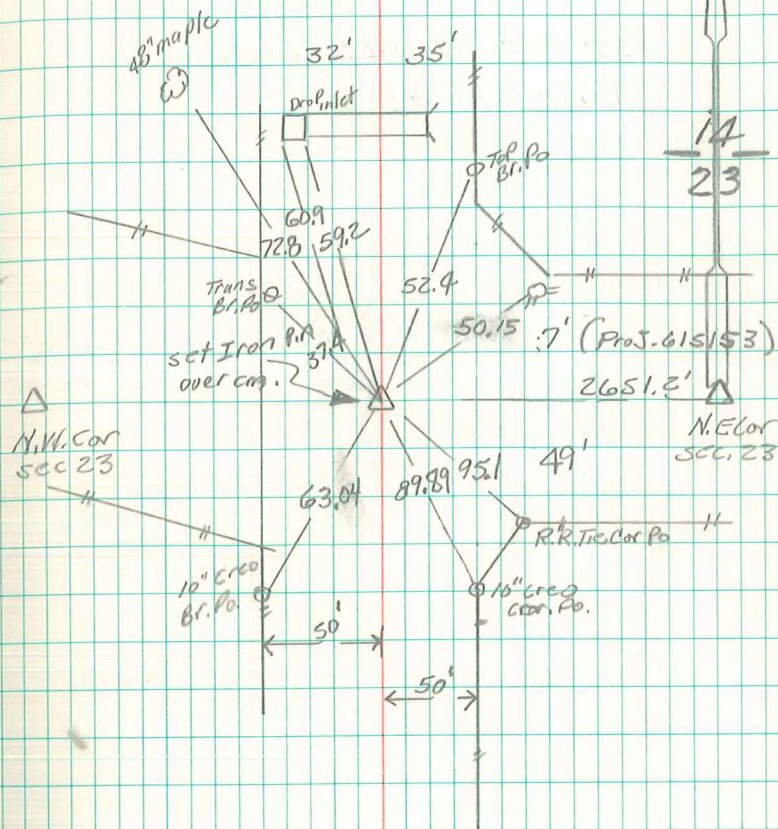 48" maple
32'
35'
Drop inlet
14
23
Top
Br. Po
60.9
72.8
59.2
Trans
Br. Po
52.4
50.15
37.4
set Iron Pin
over cm.
7' (Proj. 615153)
2651.2'
N.W. Cor
sec 23
N.E Cor
Sec. 23
63.04
89.89
95.1
49'
R.R. Tie Cor Po
10" Creo
Br. Po.
10" Creo
Cor. Po.
50'
50'